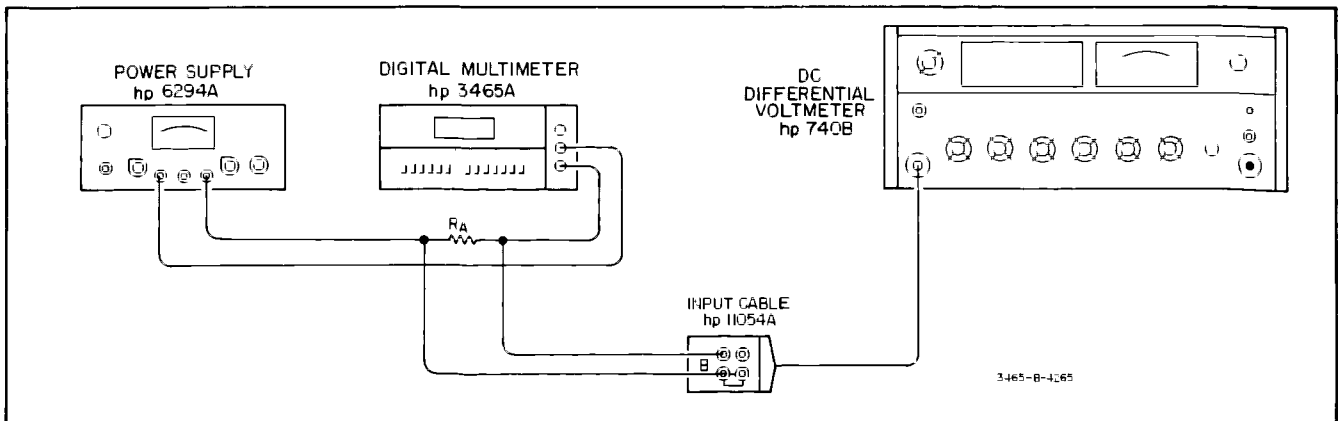 POWER SUPPLY
hp 6294A
DIGITAL MULTIMETER
hp 3465A
DC
DIFFERENTIAL
VOLTMETER
hp 740B
RA
INPUT CABLE
hp 11054A
B
3465-B-4265